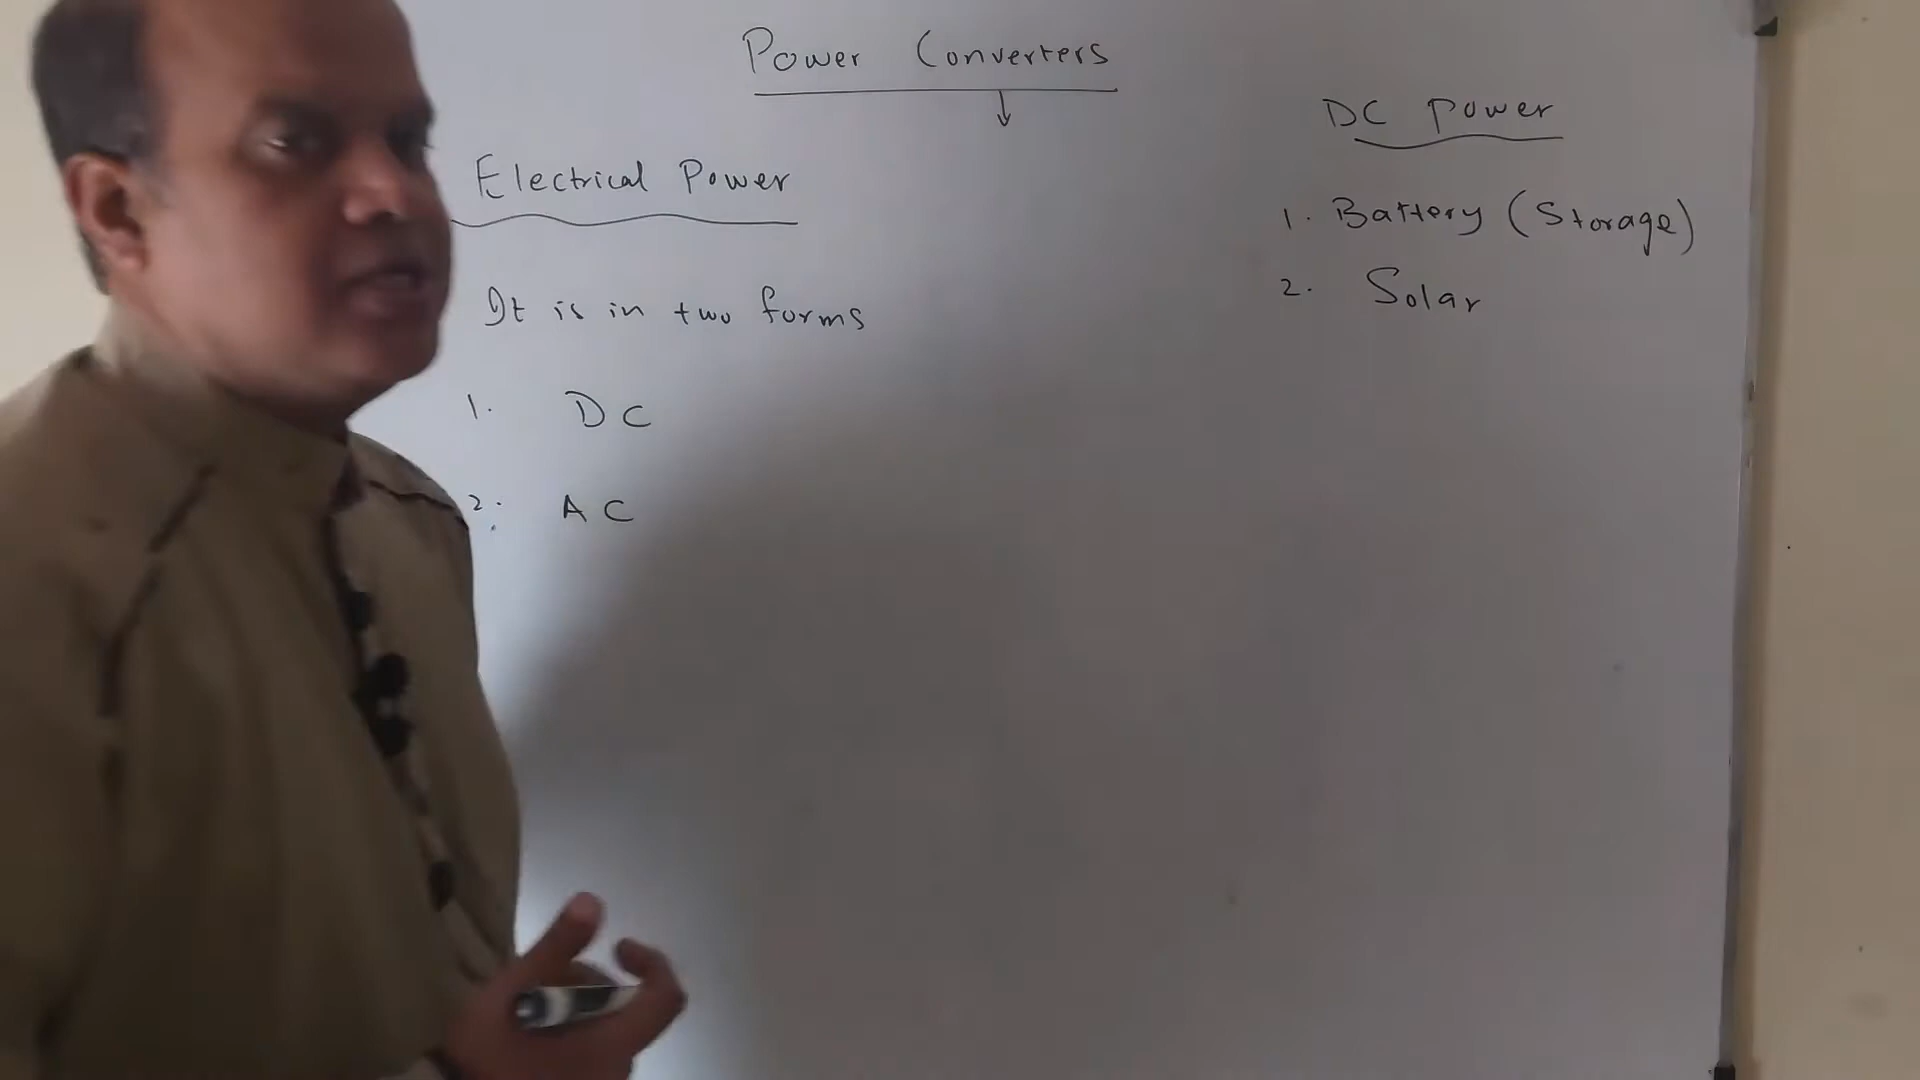 Power Converters
Electrical Power
It is in two forms
1. DC
2. AC
DC Power
1. Battery (Storage)
2. Solar